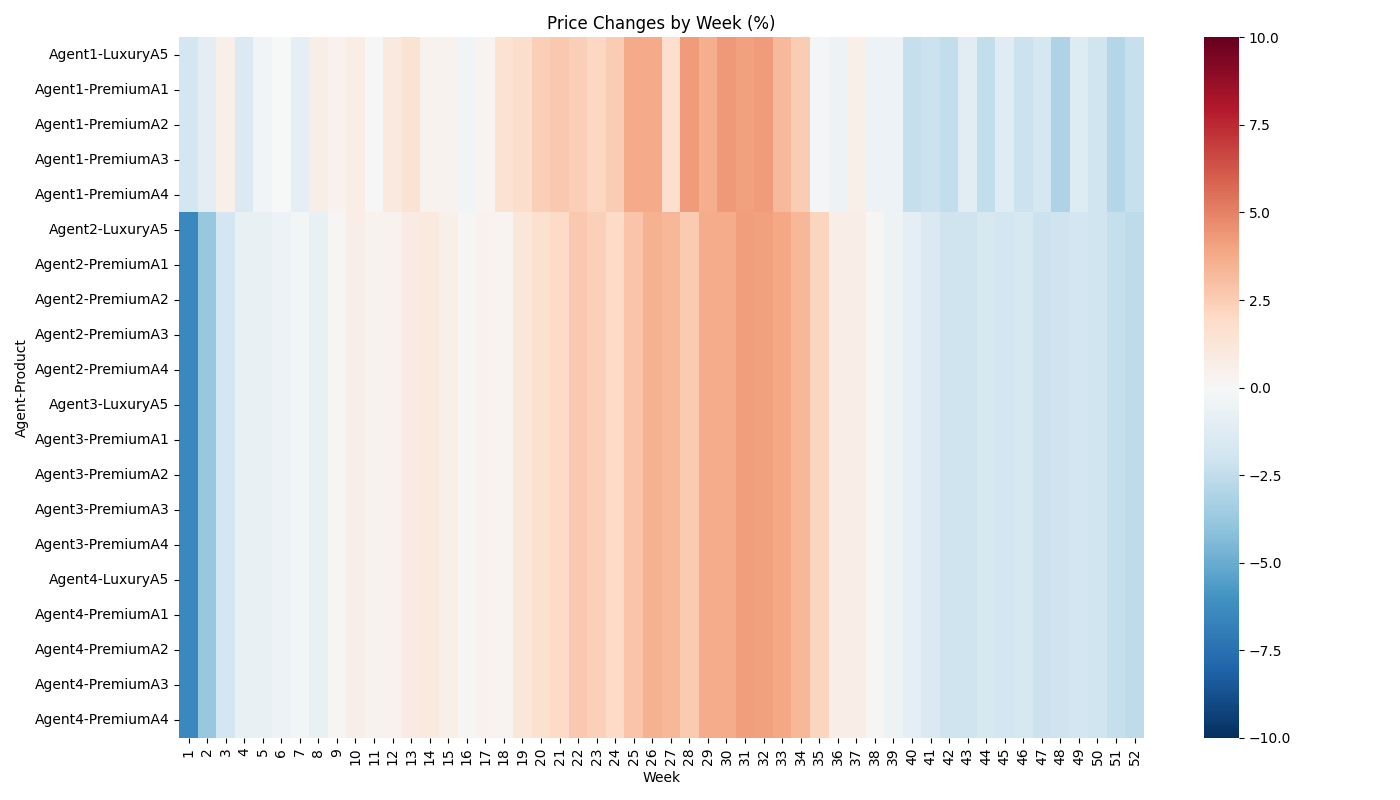 Price Changes by Week (%)
Agent-Product
Agent1-LuxuryA5
Agent1-PremiumA1
Agent1-PremiumA2
Agent1-PremiumA3
Agent1-PremiumA4
Agent2-LuxuryA5
Agent2-PremiumA1
Agent2-PremiumA2
Agent2-PremiumA3
Agent2-PremiumA4
Agent3-LuxuryA5
Agent3-PremiumA1
Agent3-PremiumA2
Agent3-PremiumA3
Agent3-PremiumA4
Agent4-LuxuryA5
Agent4-PremiumA1
Agent4-PremiumA2
Agent4-PremiumA3
Agent4-PremiumA4
1 2 3 4 5 6 7 8 9 10 11 12 13 14 15 16 17 18 19 20 21 22 23 24 25 26 27 28 29 30 31 32 33 34 35 36 37 38 39 40 41 42 43 44 45 46 47 48 49 50 51 52
Week
10.0
7.5
5.0
2.5
0.0
−2.5
−5.0
−7.5
−10.0